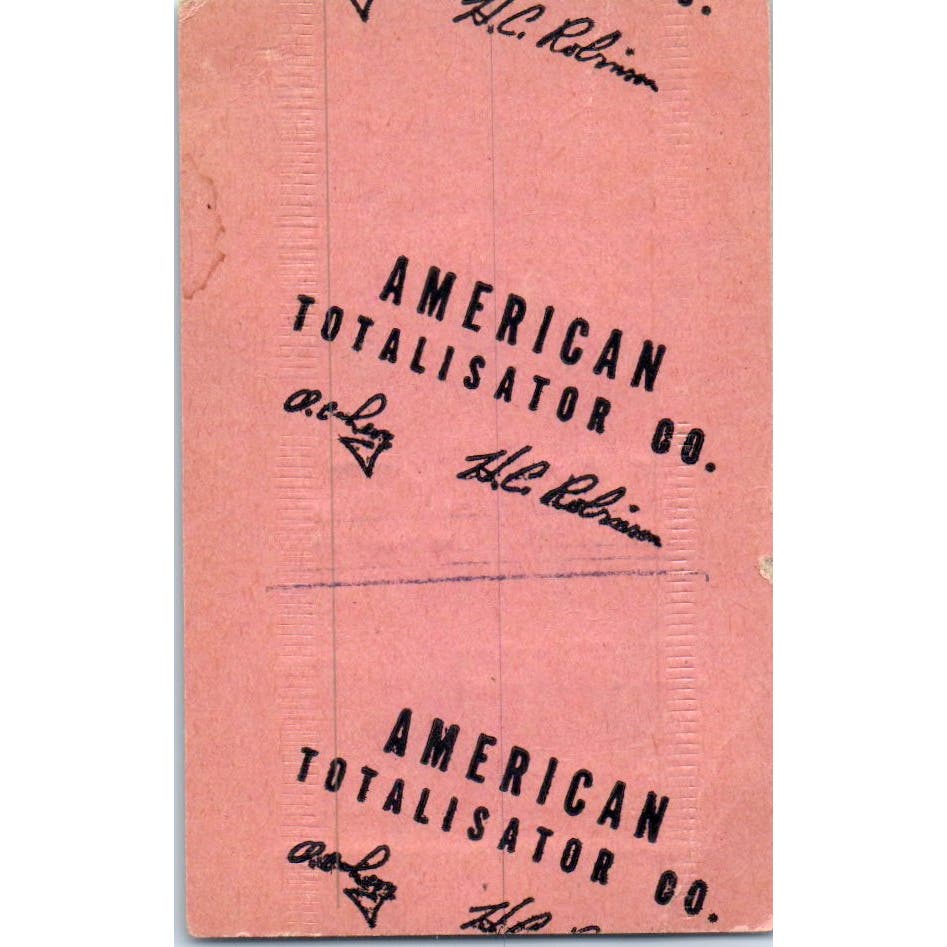 H.C. Robinson
AMERICAN
TOTALISATOR CO.
H.C. Robinson
AMERICAN
TOTALISATOR CO.